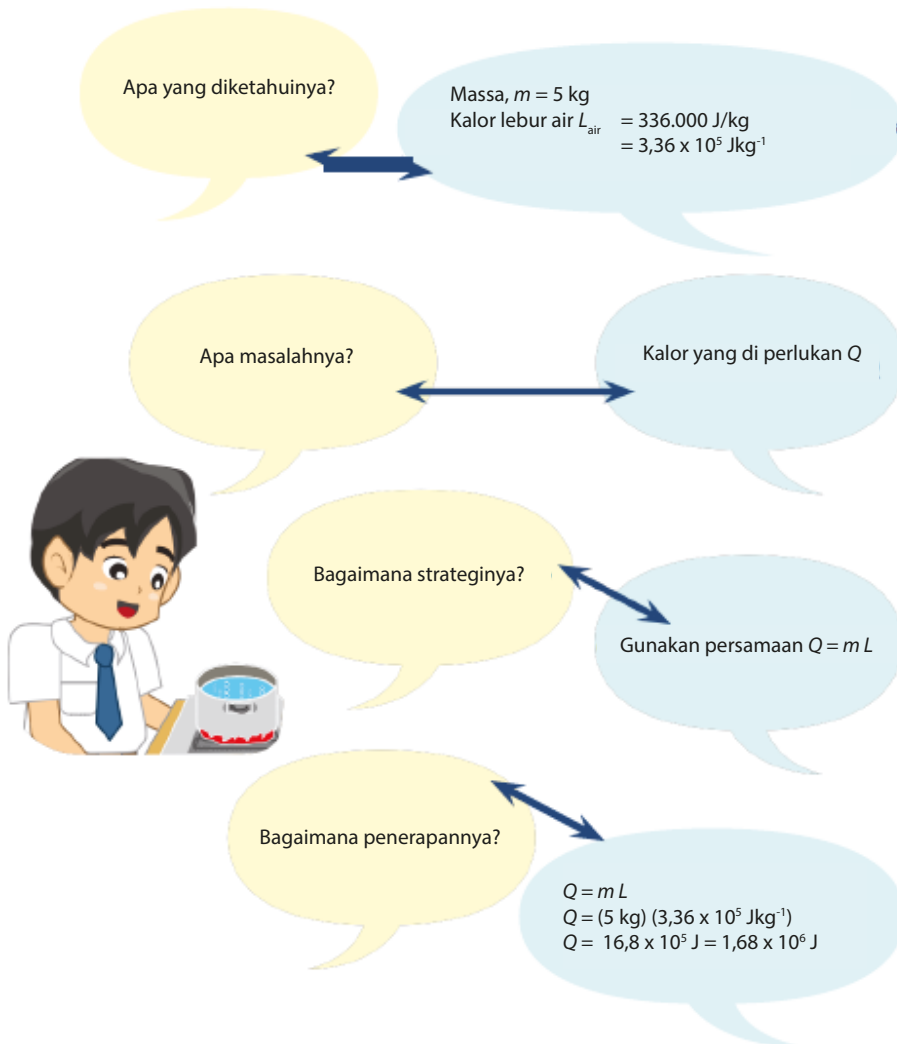 Apa yang diketahuinya?
Massa, m = 5 kg
Kalor lebur air Lair = 336.000 J/kg
= 3,36 x 10⁵ Jkg⁻¹
Apa masalahnya?
Kalor yang di perlukan Q
Bagaimana strateginya?
Gunakan persamaan Q = m L
Bagaimana penerapannya?
Q = m L
Q = (5 kg) (3,36 x 10⁵ Jkg⁻¹)
Q = 16,8 x 10⁵ J = 1,68 x 10⁶ J